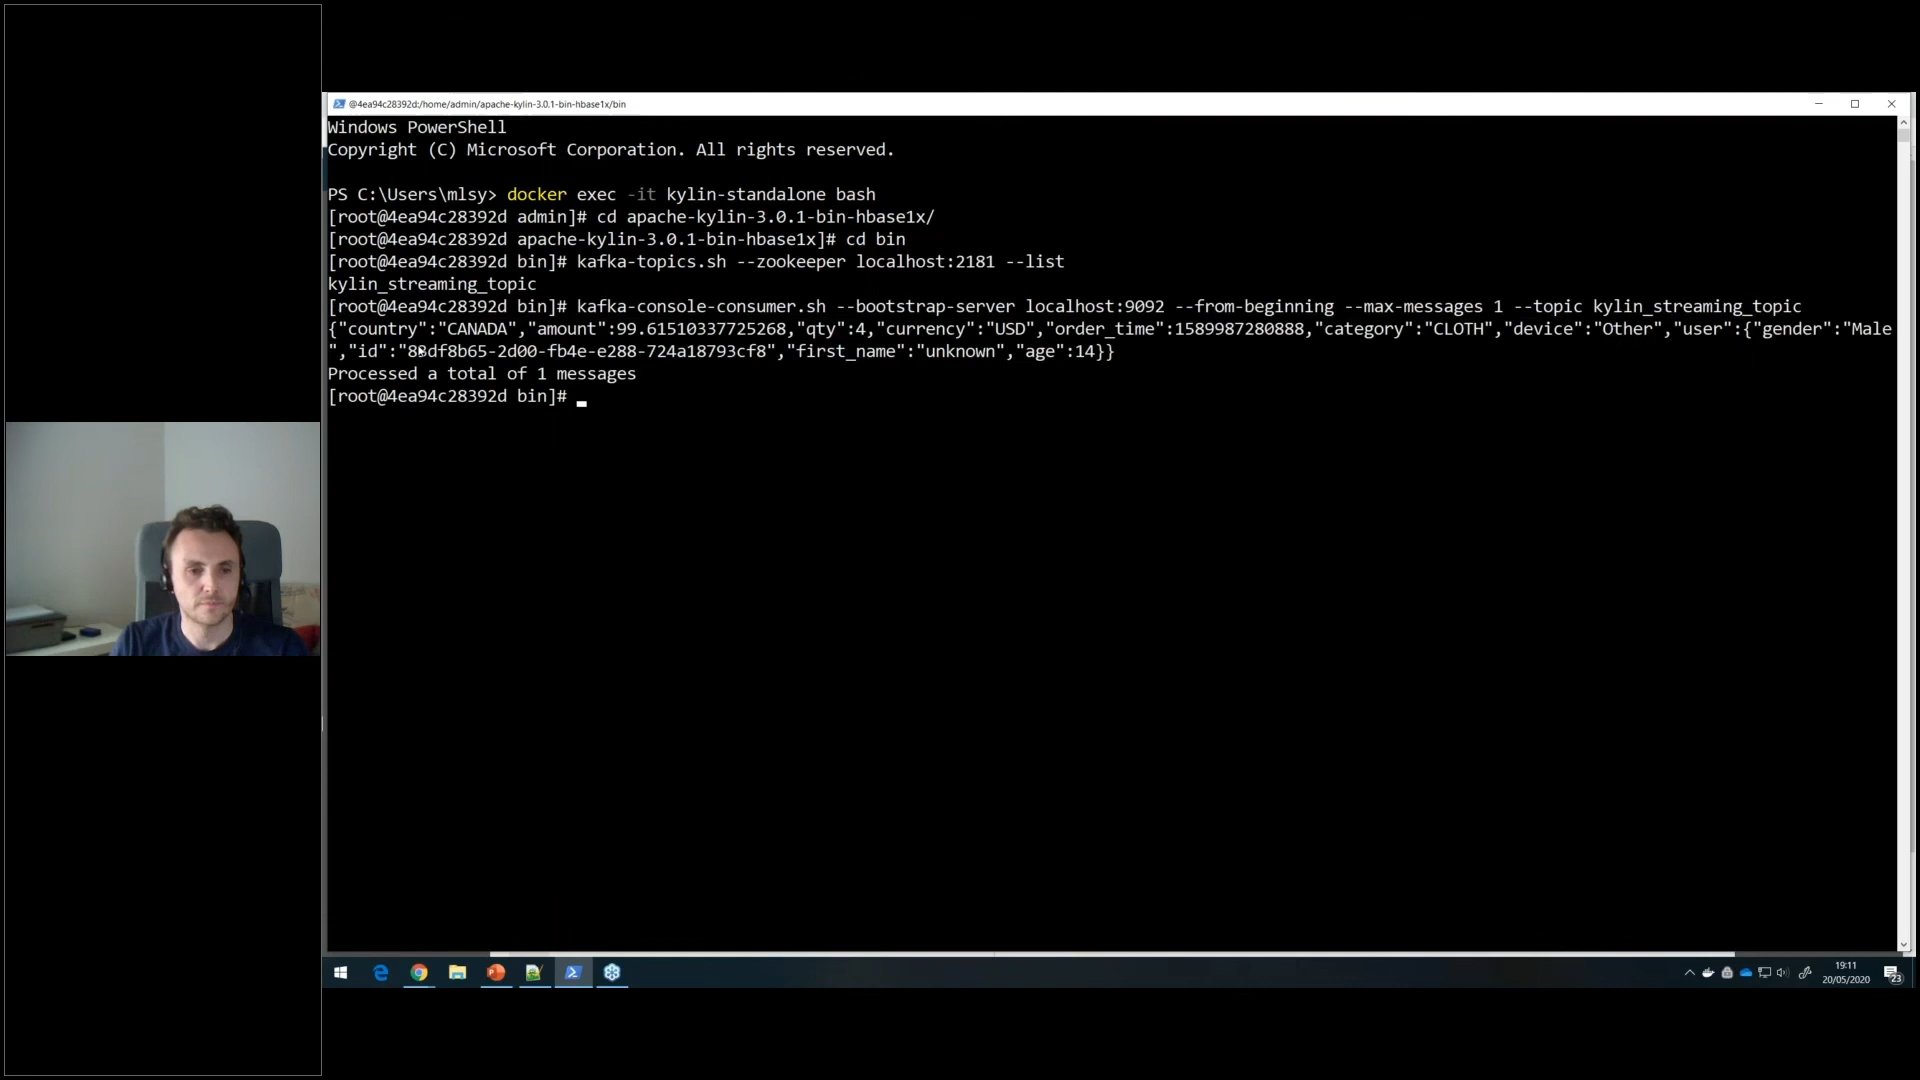 @4ea94c28392d:/home/admin/apache-kylin-3.0.1-bin-hbase1x/bin
Windows PowerShell
Copyright (C) Microsoft Corporation. All rights reserved.
PS C:\Users\mlsy> docker exec -it kylin-standalone bash
[root@4ea94c28392d admin]# cd apache-kylin-3.0.1-bin-hbase1x/
[root@4ea94c28392d apache-kylin-3.0.1-bin-hbase1x]# cd bin
[root@4ea94c28392d bin]# kafka-topics.sh --zookeeper localhost:2181 --list
kylin_streaming_topic
[root@4ea94c28392d bin]# kafka-console-consumer.sh --bootstrap-server localhost:9092 --from-beginning --max-messages 1 --topic kylin_streaming_topic
{"country":"CANADA","amount":99.61510337725268,"qty":4,"currency":"USD","order_time":1589987280888,"category":"CLOTH","device":"Other","user":{"gender":"Male
","id":"8df8b65-2d00-fb4e-e288-724a18793cf8","first_name":"unknown","age":14}}
Processed a total of 1 messages
[root@4ea94c28392d bin]#
19:11
20/05/2020
23